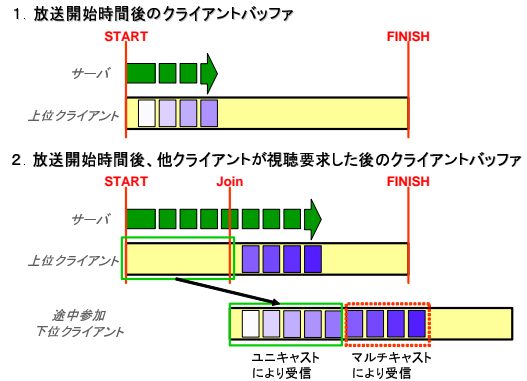 1. 放送開始時間後のクライアントバッファ
START FINISH
サーバ
上位クライアント
2. 放送開始時間後、他クライアントが視聴要求した後のクライアントバッファ
START Join FINISH
サーバ
上位クライアント
途中参加
下位クライアント
ユニキャスト
により受信
マルチキャスト
により受信